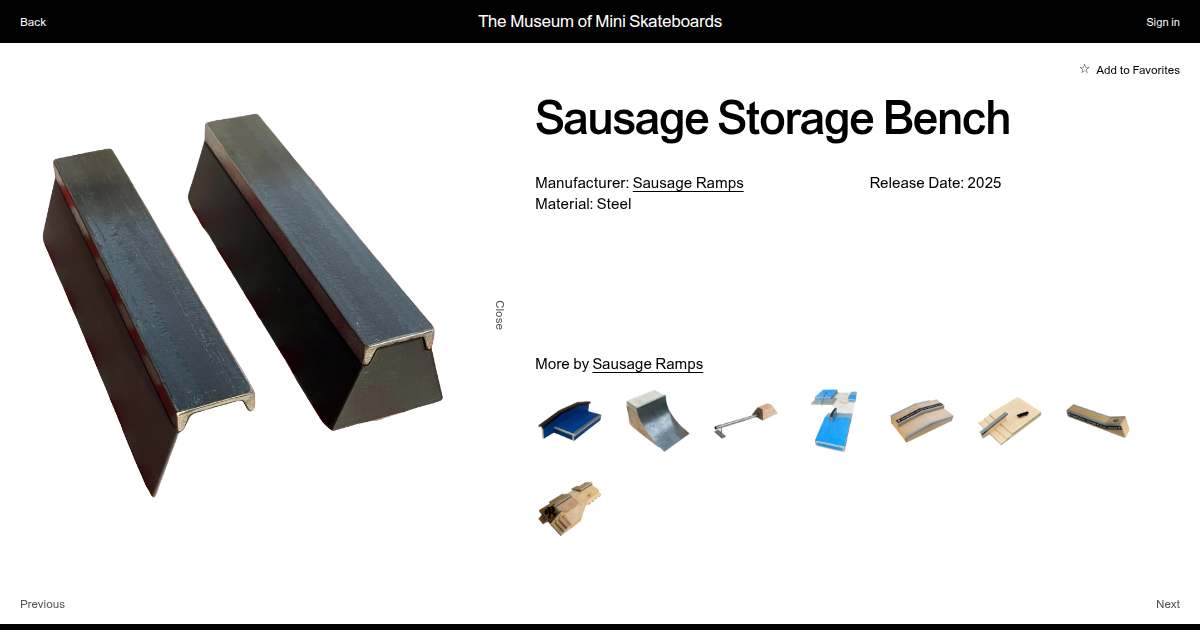 Back
The Museum of Mini Skateboards
Sign in
☆ Add to Favorites
Sausage Storage Bench
Manufacturer: Sausage Ramps
Release Date: 2025
Material: Steel
Close
More by Sausage Ramps
Previous
Next